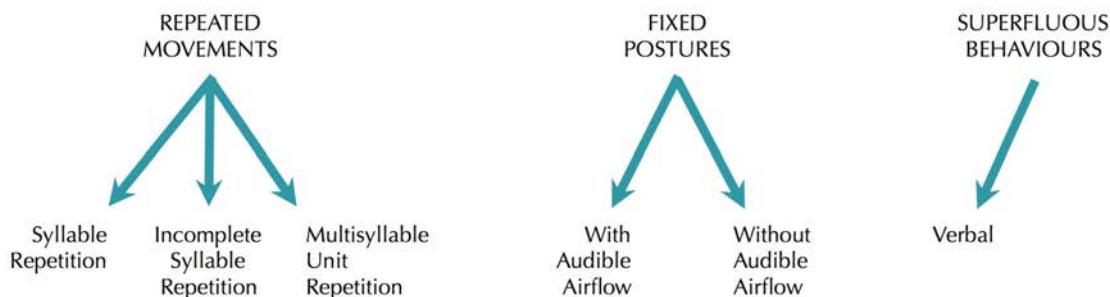 REPEATED
MOVEMENTS
FIXED
POSTURES
SUPERFLUOUS
BEHAVIOURS
Syllable
Repetition
Incomplete
Syllable
Repetition
Multisyllable
Unit
Repetition
With
Audible
Airflow
Without
Audible
Airflow
Verbal